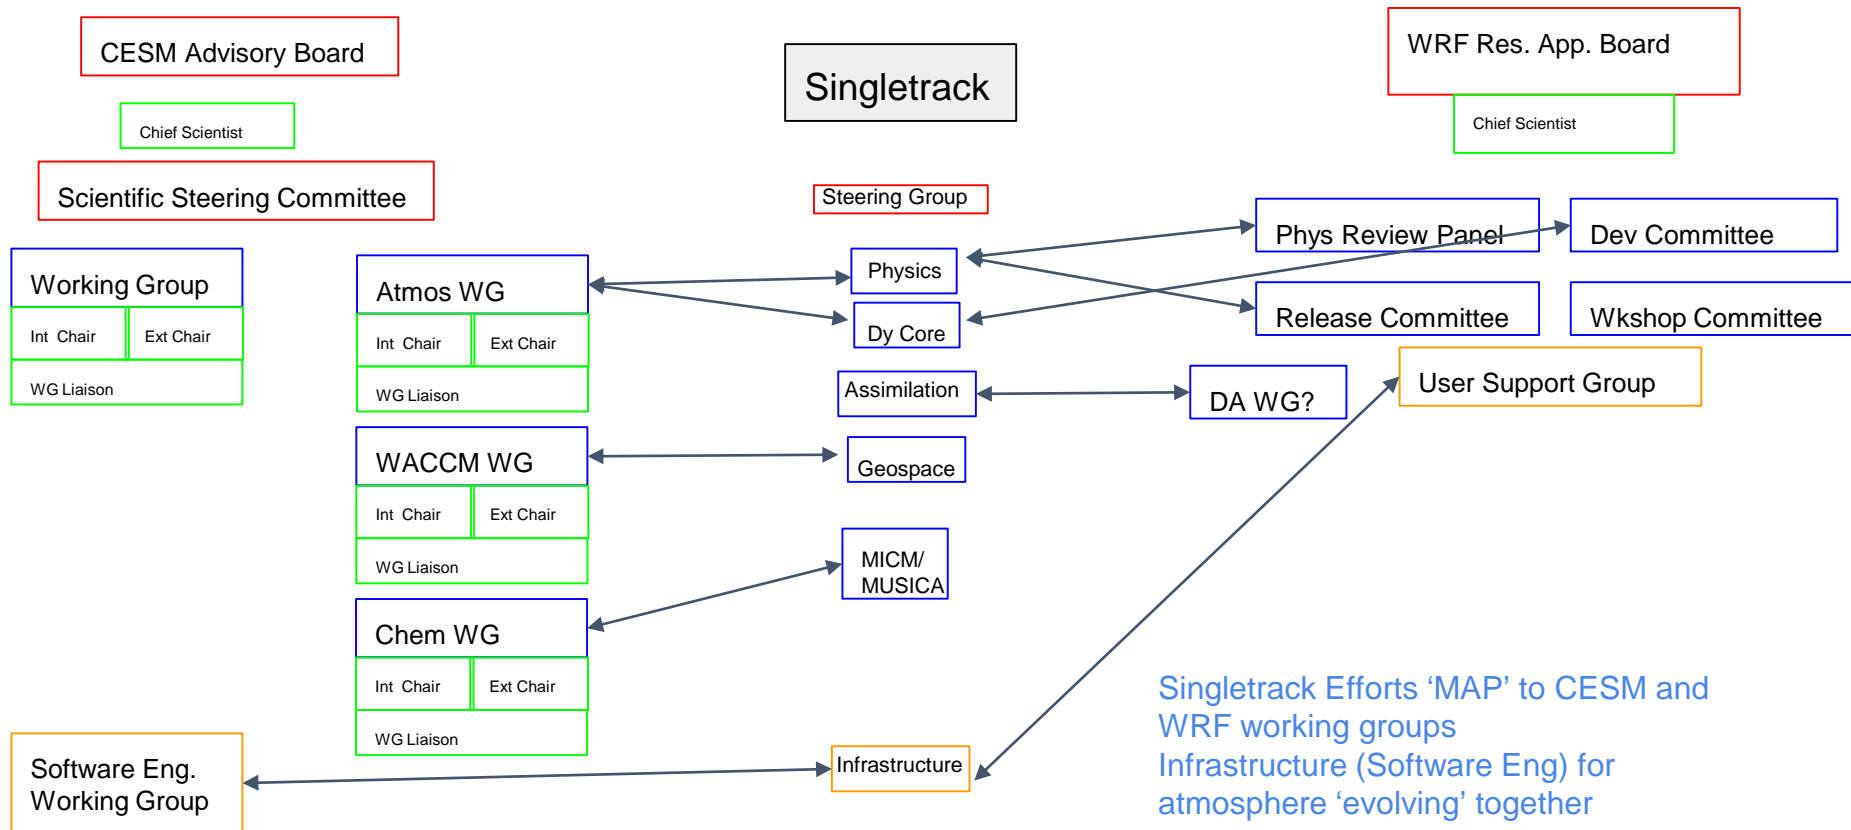 CESM Advisory Board
Chief Scientist
Scientific Steering Committee
Working Group
Int Chair
Ext Chair
WG Liaison
Software Eng.
Working Group
Atmos WG
Int Chair
Ext Chair
WG Liaison
WACCM WG
Int Chair
Ext Chair
WG Liaison
Chem WG
Int Chair
Ext Chair
WG Liaison
Singletrack
Steering Group
Physics
Dy Core
Assimilation
Geospace
MICM/
MUSICA
Infrastructure
WRF Res. App. Board
Chief Scientist
Phys Review Panel
Dev Committee
Release Committee
Wkshop Committee
DA WG?
User Support Group
Singletrack Efforts ‘MAP’ to CESM and
WRF working groups
Infrastructure (Software Eng) for
atmosphere ‘evolving’ together